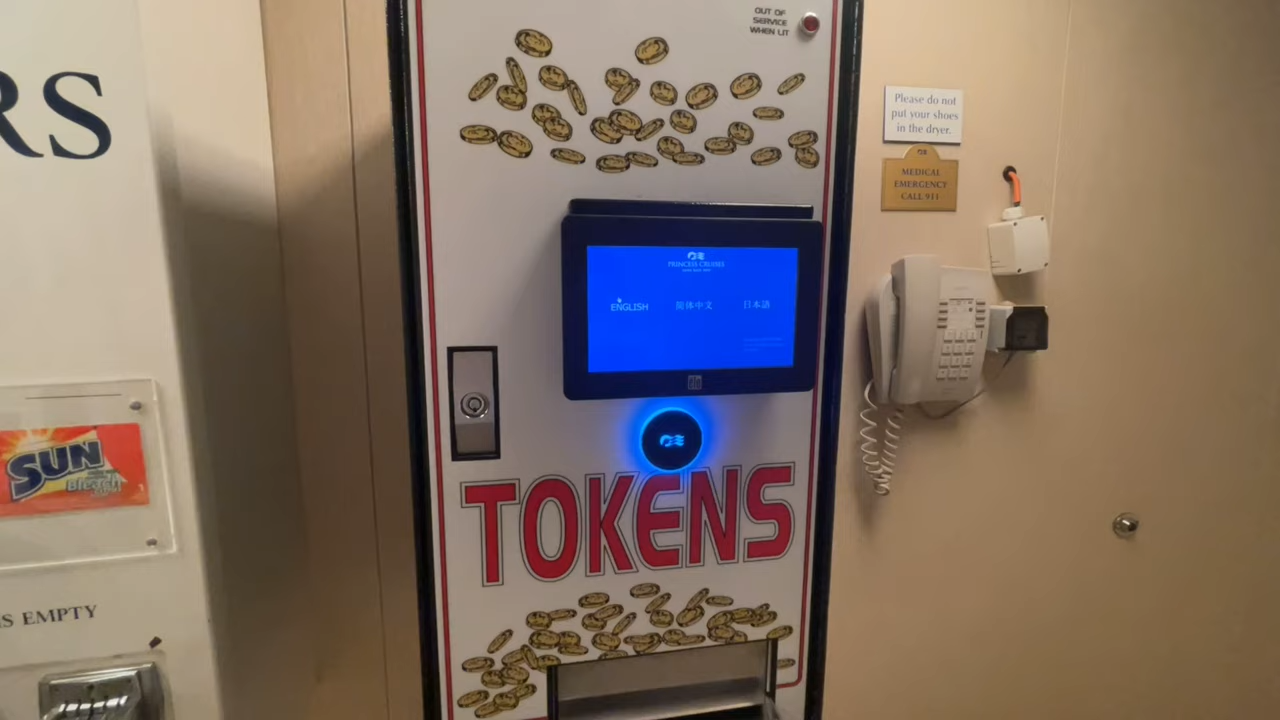 RS
SUN
Bleach
S EMPTY
OUT OF
SERVICE
WHEN LIT
PRINCESS CRUISES
ENGLISH
简体中文
日本語
elo
TOKENS
Please do not
put your shoes
in the dryer.
MEDICAL
EMERGENCY
CALL 911